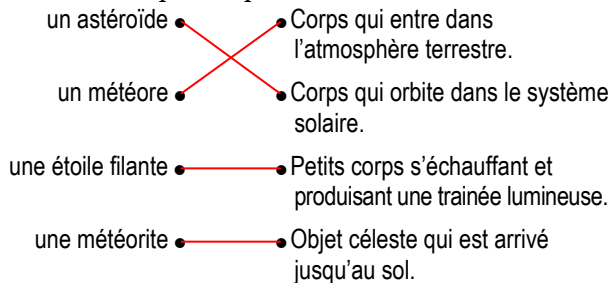 un astéroïde
Corps qui entre dans
l’atmosphère terrestre.
un météore
Corps qui orbite dans le système
solaire.
une étoile filante
Petits corps s’échauffant et
produisant une trainée lumineuse.
une météorite
Objet céleste qui est arrivé
jusqu’au sol.